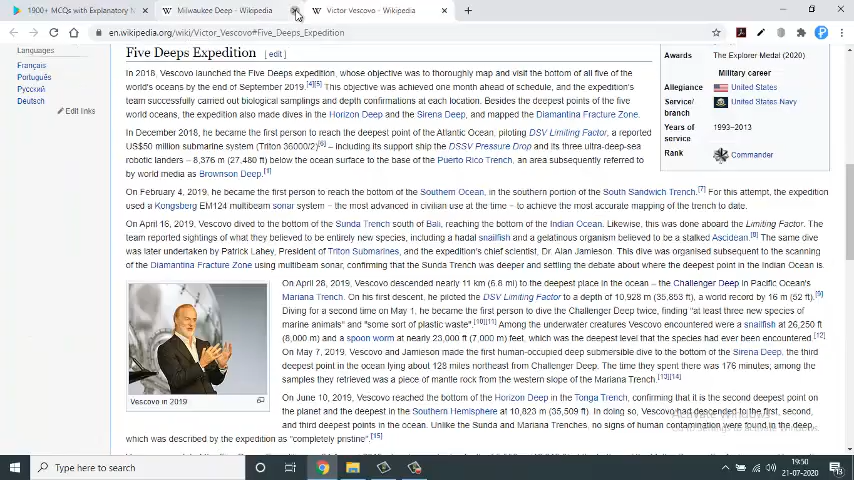 1900+ MCQs with Explanatory N
Milwaukee Deep - Wikipedia
Victor Vescovo - Wikipedia
en.wikipedia.org/wiki/Victor_Vescovo#Five_Deeps_Expedition
Languages
Français
Português
Русский
Deutsch
Edit links
Five Deeps Expedition [ edit ]
In 2018, Vescovo launched the Five Deeps expedition, whose objective was to thoroughly map and visit the bottom of all five of the
world's oceans by the end of September 2019.[4][5] This objective was achieved one month ahead of schedule, and the expedition's
team successfully carried out biological samplings and depth confirmations at each location. Besides the deepest points of the five
world oceans, the expedition also made dives in the Horizon Deep and the Sirena Deep, and mapped the Diamantina Fracture Zone.
In December 2018, he became the first person to reach the deepest point of the Atlantic Ocean, piloting DSV Limiting Factor, a reported
US$50 million submarine system (Triton 36000/2)[6] – including its support ship the DSSV Pressure Drop and its three ultra-deep-sea
robotic landers – 8,376 m (27,480 ft) below the ocean surface to the base of the Puerto Rico Trench, an area subsequently referred to
by world media as Brownson Deep.[1]
On February 4, 2019, he became the first person to reach the bottom of the Southern Ocean, in the southern portion of the South Sandwich Trench.[7] For this attempt, the expedition
used a Kongsberg EM124 multibeam sonar system – the most advanced in civilian use at the time – to achieve the most accurate mapping of the trench to date.
On April 16, 2019, Vescovo dived to the bottom of the Sunda Trench south of Bali, reaching the bottom of the Indian Ocean. Likewise, this was done aboard the Limiting Factor. The
team reported sightings of what they believed to be entirely new species, including a hadal snailfish and a gelatinous organism believed to be a stalked Ascidean.[8] The same dive
was later undertaken by Patrick Lahey, President of Triton Submarines, and the expedition's chief scientist, Dr. Alan Jamieson. This dive was organised subsequent to the scanning
of the Diamantina Fracture Zone using multibeam sonar, confirming that the Sunda Trench was deeper and settling the debate about where the deepest point in the Indian Ocean is.
On April 28, 2019, Vescovo descended nearly 11 km (6.8 mi) to the deepest place in the ocean – the Challenger Deep in Pacific Ocean's
Mariana Trench. On his first descent, he piloted the DSV Limiting Factor to a depth of 10,928 m (35,853 ft), a world record by 16 m (52 ft).[9]
Diving for a second time on May 1, he became the first person to dive the Challenger Deep twice, finding "at least three new species of
marine animals" and "some sort of plastic waste".[10][11] Among the underwater creatures Vescovo encountered were a snailfish at 26,250 ft
(8,000 m) and a spoon worm at nearly 23,000 ft (7,000 m) feet, which was the deepest level that the species had ever been encountered.[12]
On May 7, 2019, Vescovo and Jamieson made the first human-occupied deep submersible dive to the bottom of the Sirena Deep, the third
deepest point in the ocean lying about 128 miles northeast from Challenger Deep. The time they spent there was 176 minutes; among the
samples they retrieved was a piece of mantle rock from the western slope of the Mariana Trench.[13][14]
On June 10, 2019, Vescovo reached the bottom of the Horizon Deep in the Tonga Trench, confirming that it is the second deepest point on
the planet and the deepest in the Southern Hemisphere at 10,823 m (35,509 ft). In doing so, Vescovo had descended to the first, second,
and third deepest points in the ocean. Unlike the Sunda and Mariana Trenches, no signs of human contamination were found in the deep
which was described by the expedition as "completely pristine".[15]
Vescovo in 2019
Awards The Explorer Medal (2020)
Military career
Allegiance United States
Service/ United States Navy
branch
Years of 1993–2013
service
Rank Commander
Activate Windows
Type here to search
19:50
21-07-2020